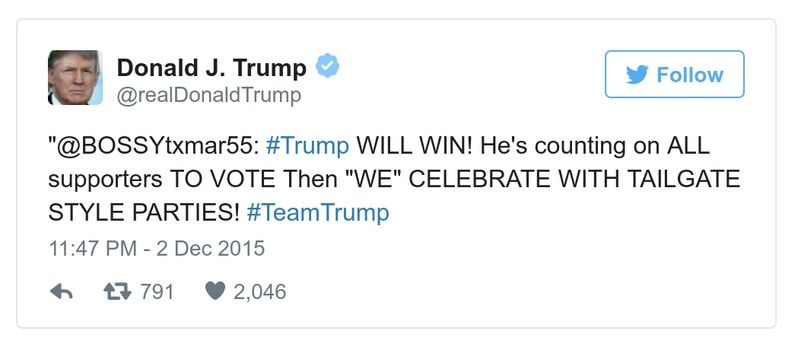 Donald J. Trump
@realDonaldTrump
Follow
"@BOSSYtxmar55: #Trump WILL WIN! He's counting on ALL
supporters TO VOTE Then "WE" CELEBRATE WITH TAILGATE
STYLE PARTIES! #TeamTrump
11:47 PM - 2 Dec 2015
791 2,046